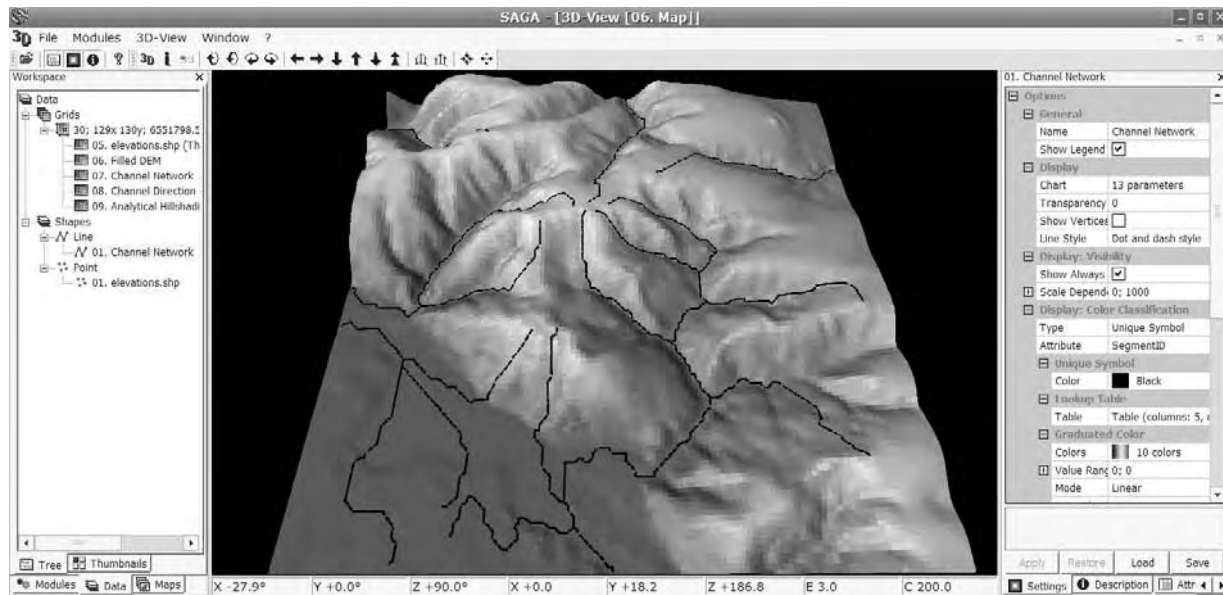 SAGA - [3D-View [06. Map]]
3D File Modules 3D-View Window ?
3D
Workspace
Data
Grids
30; 129x 130y; 6551798.5
05. elevations.shp (Th
06. Filled DEM
07. Channel Network
08. Channel Direction
09. Analytical Hillshadi
Shapes
Line
01. Channel Network
Point
01. elevations.shp
Tree Thumbnails
Modules Data Maps
X -27.9° Y +0.0° Z +90.0° X +0.0 Y +18.2 Z +186.8 E 3.0 C 200.0
01. Channel Network
Options
General
Name Channel Network
Show Legend
Display
Chart 13 parameters
Transparency 0
Show Vertices
Line Style Dot and dash style
Display: Visibility
Show Always
Scale Depend 0; 1000
Display: Color Classification
Type Unique Symbol
Attribute SegmentID
Unique Symbol
Color Black
Lookup Table
Table Table (columns: 5, r
Graduated Color
Colors 10 colors
Value Rang 0; 0
Mode Linear
Apply Restore Load Save
Settings Description Attr